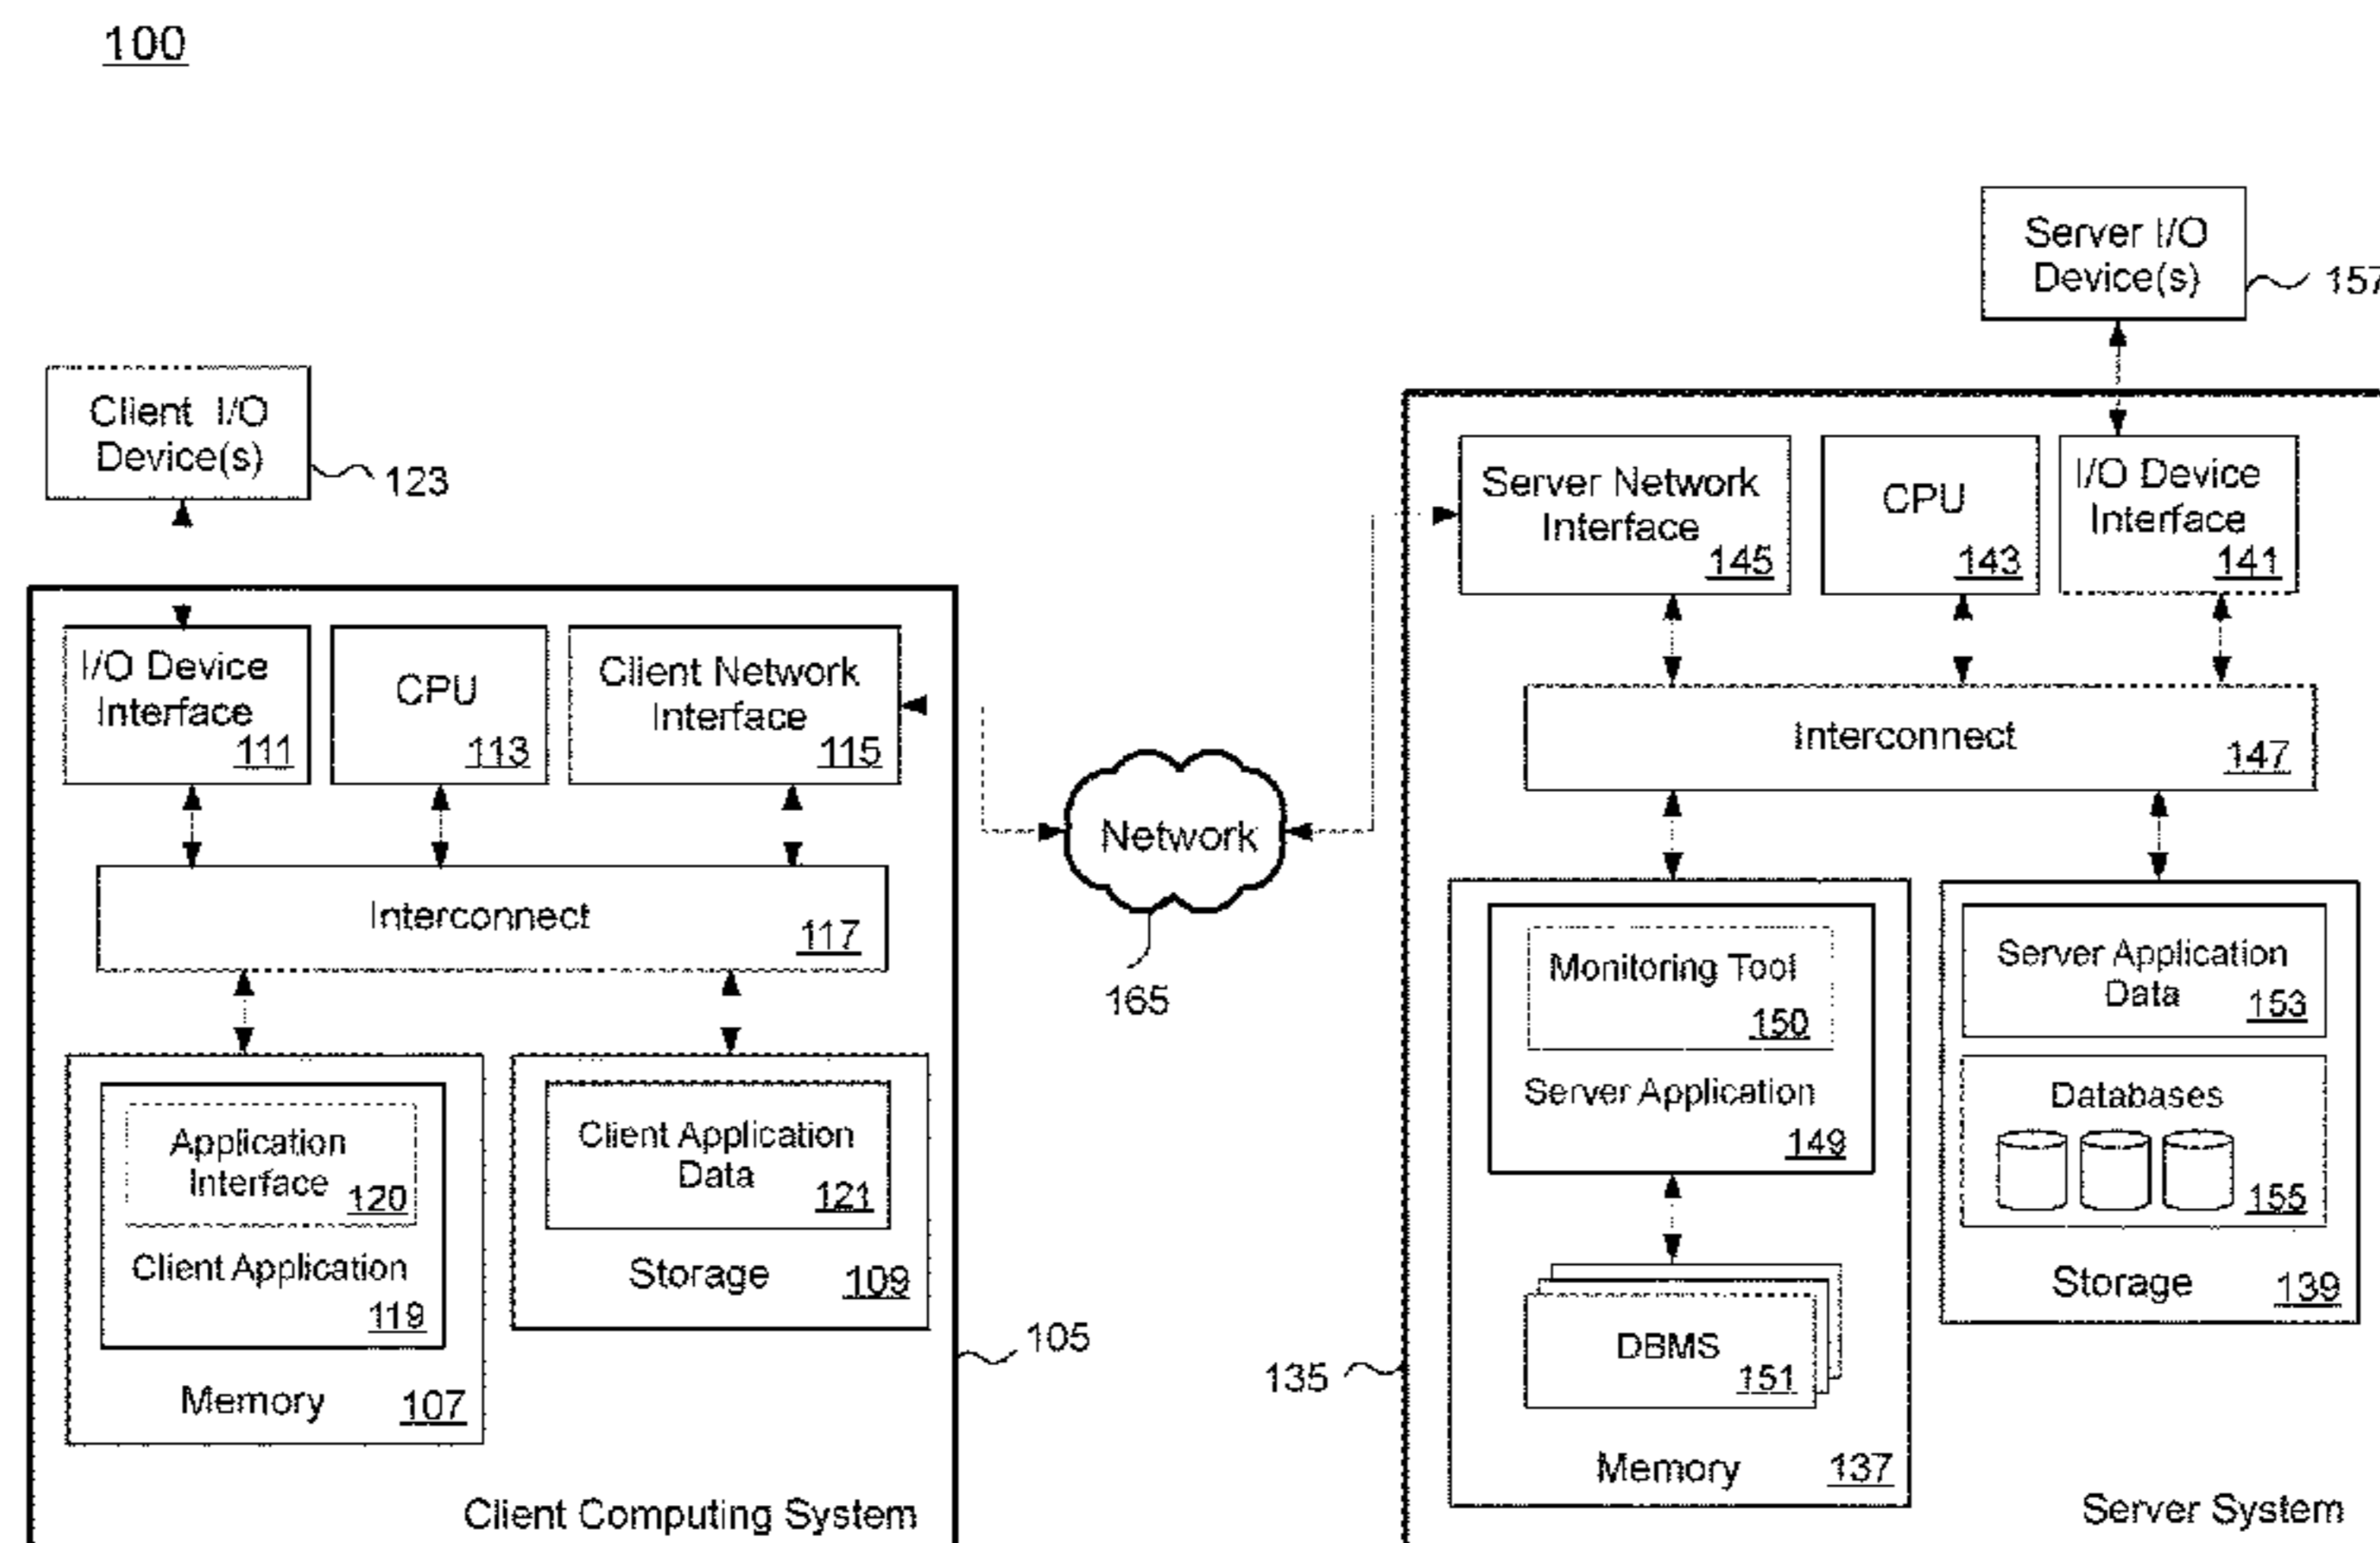 100
Server I/O
Device(s)
157
Client I/O
Device(s)
123
I/O Device
Interface
111
CPU
113
Client Network
Interface
115
Interconnect
117
Application
Interface
120
Client Application
119
Memory
107
Client Application
Data
121
Storage
109
105
Client Computing System
Network
165
Server Network
Interface
145
CPU
143
I/O Device
Interface
141
Interconnect
147
Monitoring Tool
150
Server Application
149
DBMS
151
Memory
137
Server Application
Data
153
Databases
155
Storage
139
135
Server System